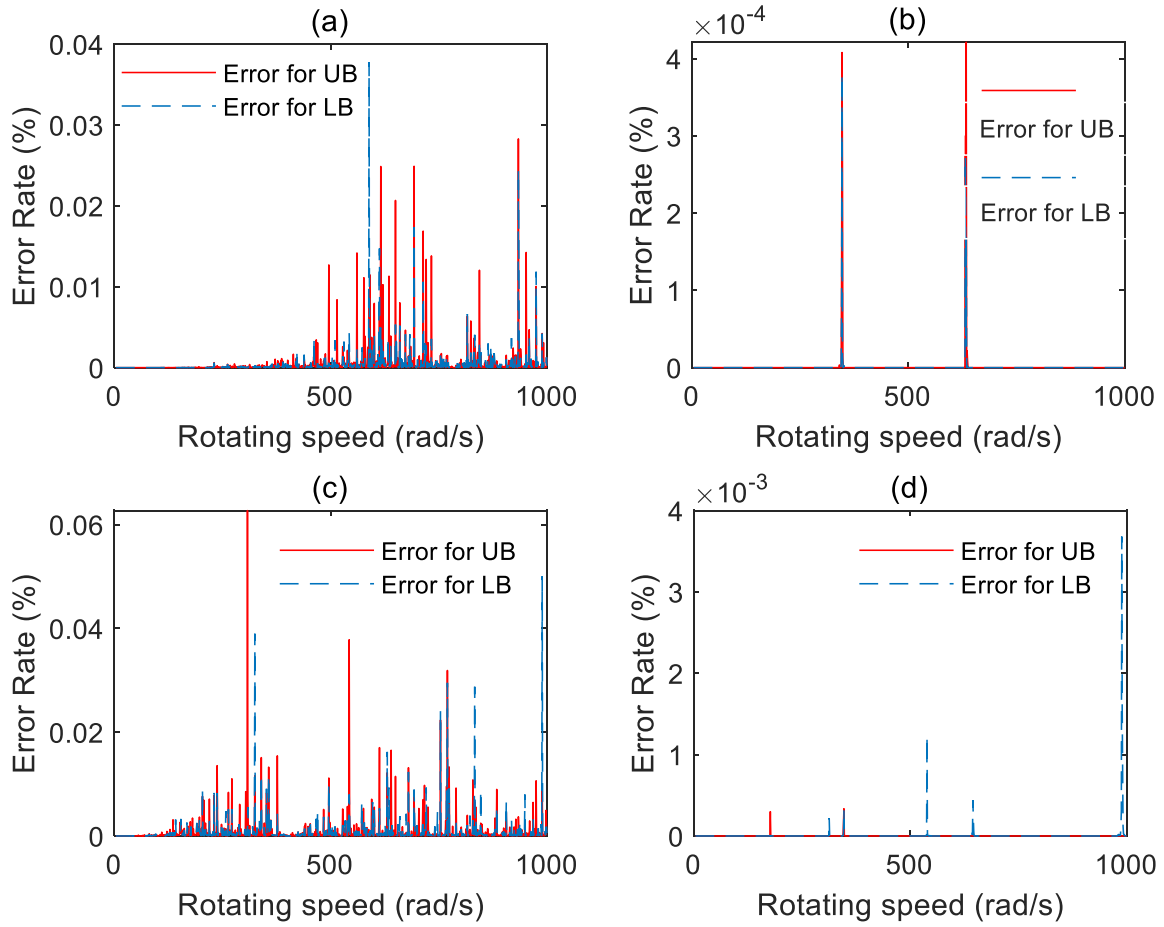 (a)
0.04
0.03
0.02
0.01
0
Error Rate (%)
Error for UB
Error for LB
0 500 1000
Rotating speed (rad/s)
(b)
×10⁻⁴
4
3
2
1
0
Error Rate (%)
Error for UB
Error for LB
0 500 1000
Rotating speed (rad/s)
(c)
0.06
0.04
0.02
0
Error Rate (%)
Error for UB
Error for LB
0 500 1000
Rotating speed (rad/s)
(d)
×10⁻³
4
3
2
1
0
Error Rate (%)
Error for UB
Error for LB
0 500 1000
Rotating speed (rad/s)